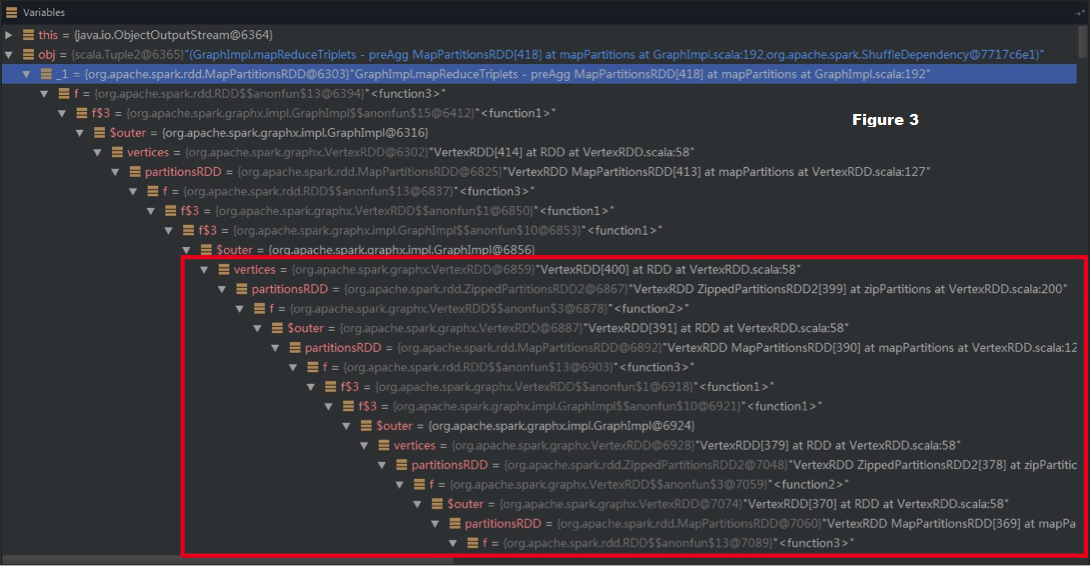 Variables
this = {java.io.ObjectOutputStream@6364}
obj = {scala.Tuple2@6365}"(GraphImpl.mapReduceTriplets - preAgg MapPartitionsRDD[418] at mapPartitions at GraphImpl.scala:192,org.apache.spark.ShuffleDependency@7717c6e1)"
_1 = {org.apache.spark.rdd.MapPartitionsRDD@6303}"GraphImpl.mapReduceTriplets - preAgg MapPartitionsRDD[418] at mapPartitions at GraphImpl.scala:192"
f = {org.apache.spark.rdd.RDD$$anonfun$13@6394}"<function3>"
f$3 = {org.apache.spark.graphx.impl.GraphImpl$$anonfun$15@6412}"<function1>"
Figure 3
$outer = {org.apache.spark.graphx.impl.GraphImpl@6316}
vertices = {org.apache.spark.graphx.VertexRDD@6302}"VertexRDD[414] at RDD at VertexRDD.scala:58"
partitionsRDD = {org.apache.spark.rdd.MapPartitionsRDD@6825}"VertexRDD MapPartitionsRDD[413] at mapPartitions at VertexRDD.scala:127"
f = {org.apache.spark.rdd.RDD$$anonfun$13@6837}"<function3>"
f$3 = {org.apache.spark.graphx.VertexRDD$$anonfun$1@6850}"<function1>"
f$3 = {org.apache.spark.graphx.impl.GraphImpl$$anonfun$10@6853}"<function1>"
$outer = {org.apache.spark.graphx.impl.GraphImpl@6856}
vertices = {org.apache.spark.graphx.VertexRDD@6859}"VertexRDD[400] at RDD at VertexRDD.scala:58"
partitionsRDD = {org.apache.spark.rdd.ZippedPartitionsRDD2@6867}"VertexRDD ZippedPartitionsRDD2[399] at zipPartitions at VertexRDD.scala:200"
f = {org.apache.spark.graphx.VertexRDD$$anonfun$3@6878}"<function2>"
$outer = {org.apache.spark.graphx.VertexRDD@6887}"VertexRDD[391] at RDD at VertexRDD.scala:58"
partitionsRDD = {org.apache.spark.rdd.MapPartitionsRDD@6892}"VertexRDD MapPartitionsRDD[390] at mapPartitions at VertexRDD.scala:12
f = {org.apache.spark.rdd.RDD$$anonfun$13@6903}"<function3>"
f$3 = {org.apache.spark.graphx.VertexRDD$$anonfun$1@6918}"<function1>"
f$3 = {org.apache.spark.graphx.impl.GraphImpl$$anonfun$10@6921}"<function1>"
$outer = {org.apache.spark.graphx.impl.GraphImpl@6924}
vertices = {org.apache.spark.graphx.VertexRDD@6928}"VertexRDD[379] at RDD at VertexRDD.scala:58"
partitionsRDD = {org.apache.spark.rdd.ZippedPartitionsRDD2@7048}"VertexRDD ZippedPartitionsRDD2[378] at zipPartitic
f = {org.apache.spark.graphx.VertexRDD$$anonfun$3@7059}"<function2>"
$outer = {org.apache.spark.graphx.VertexRDD@7074}"VertexRDD[370] at RDD at VertexRDD.scala:58"
partitionsRDD = {org.apache.spark.rdd.MapPartitionsRDD@7060}"VertexRDD MapPartitionsRDD[369] at mapPa
f = {org.apache.spark.rdd.RDD$$anonfun$13@7089}"<function3>"